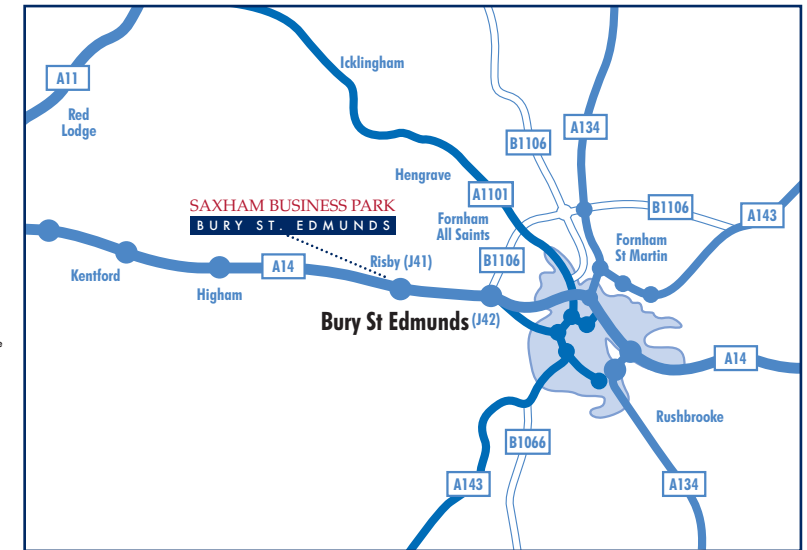 Icklingham
A11
Red
Lodge
B1106
A134
Hengrave
A1101
SAXHAM BUSINESS PARK
BURY ST. EDMUNDS
Fornham
All Saints
B1106
A143
Fornham
St Martin
B1106
Kentford
A14
Risby (J41)
Higham
Bury St Edmunds (J42)
A14
Rushbrooke
B1066
A143
A134
e